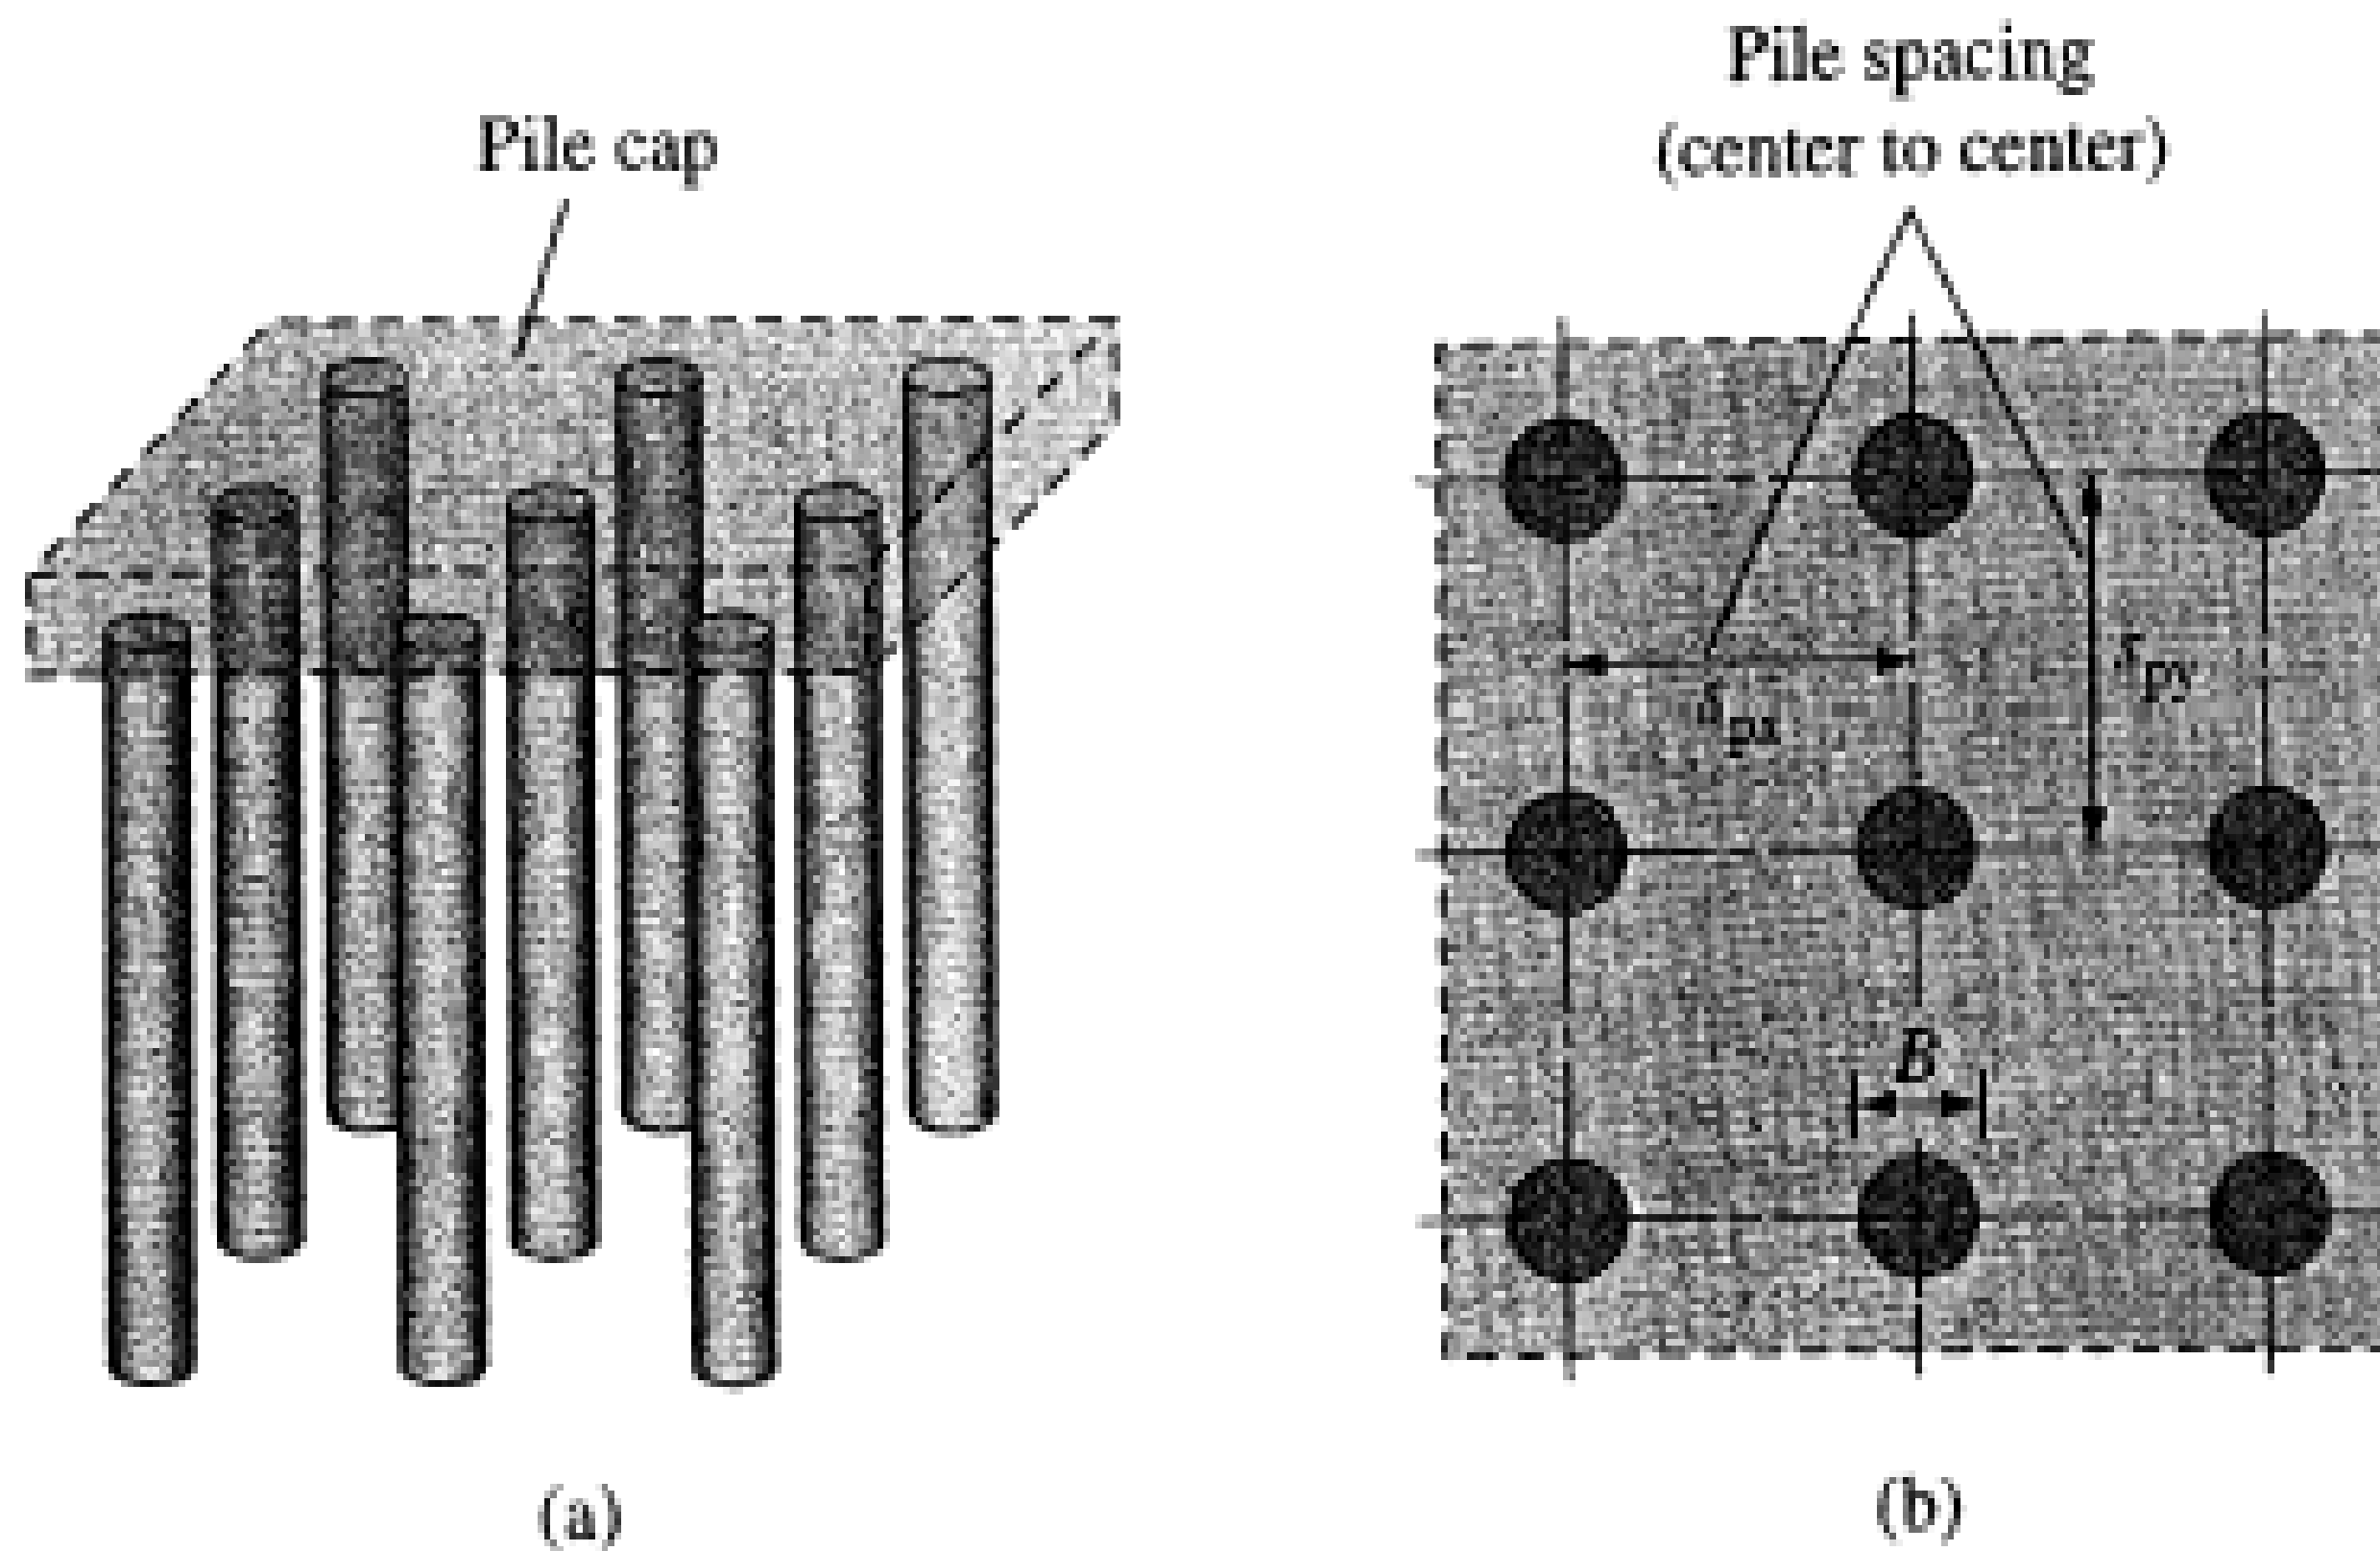 Pile cap
Pile spacing
(center to center)
B
(a)
(b)